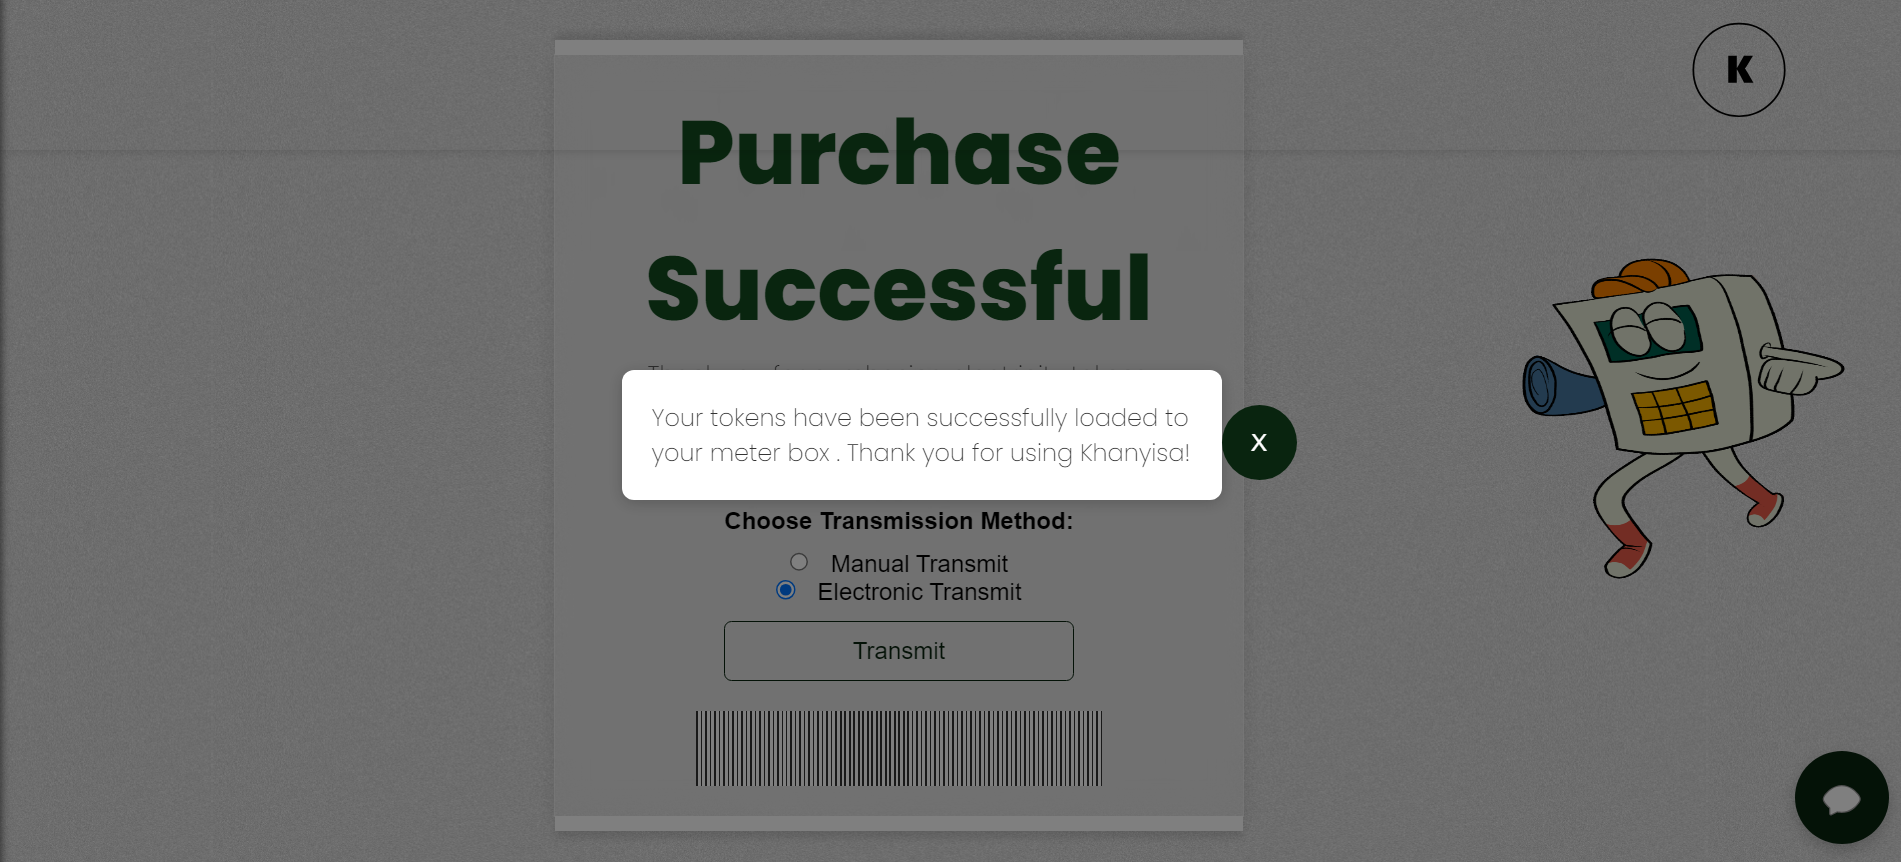 K
Purchase
Successful
Your tokens have been successfully loaded to
your meter box . Thank you for using Khanyisa!
X
Choose Transmission Method:
Manual Transmit
Electronic Transmit
Transmit